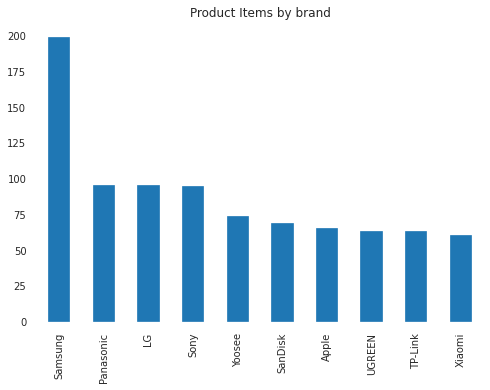 Product Items by brand
200
175
150
125
100
75
50
25
0
Samsung
Panasonic
LG
Sony
Yoosee
SanDisk
Apple
UGREEN
TP-Link
Xiaomi